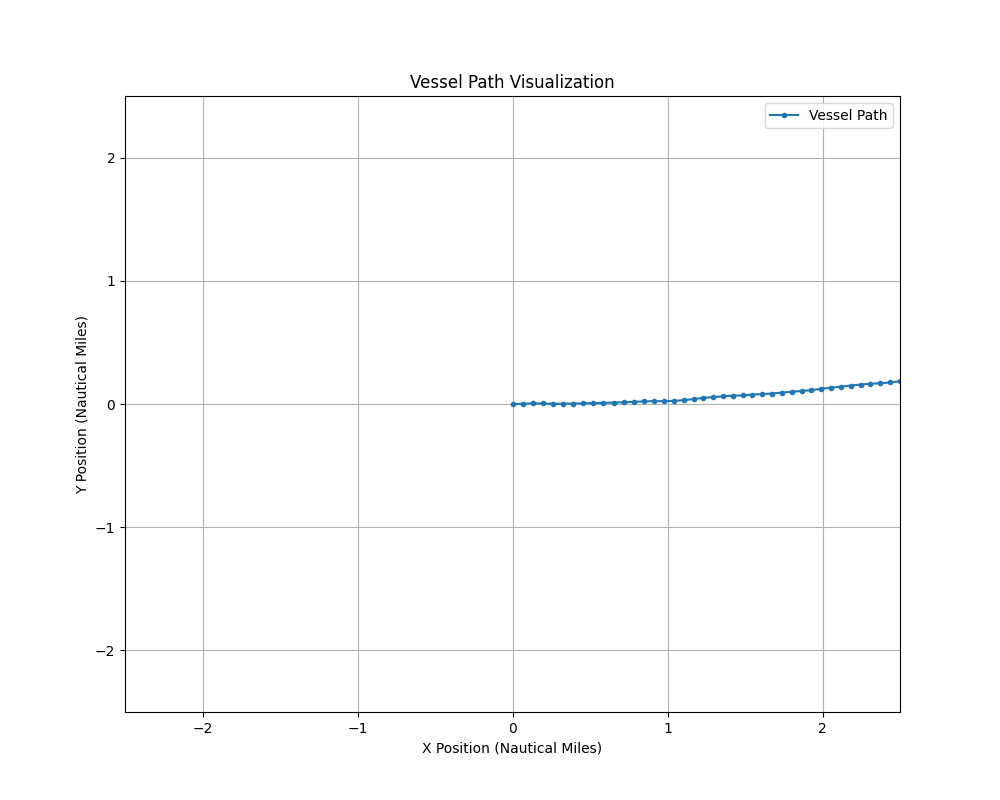 Vessel Path Visualization
Vessel Path
2
1
0
−1
−2
Y Position (Nautical Miles)
−2
−1
0
1
2
X Position (Nautical Miles)